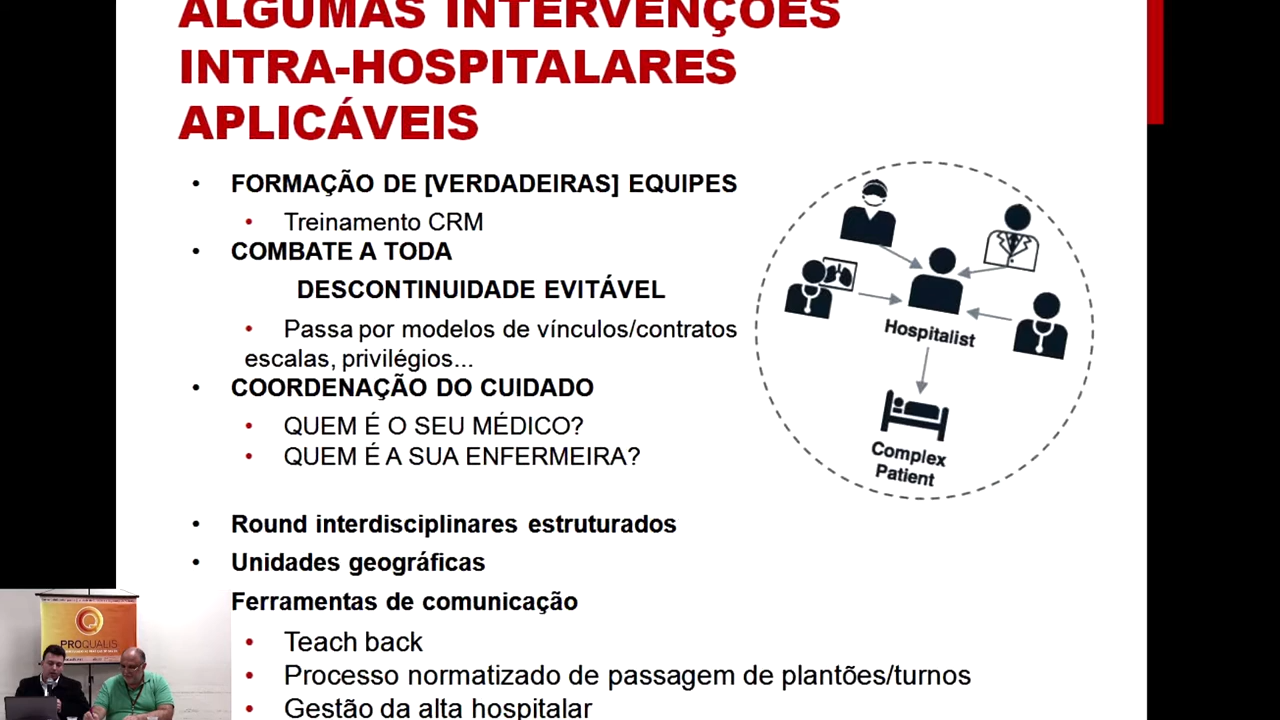 ALGUMAS INTERVENÇÕES
INTRA-HOSPITALARES
APLICÁVEIS
• FORMAÇÃO DE [VERDADEIRAS] EQUIPES
• Treinamento CRM
• COMBATE A TODA
DESCONTINUIDADE EVITÁVEL
• Passa por modelos de vínculos/contratos
escalas, privilégios...
• COORDENAÇÃO DO CUIDADO
• QUEM É O SEU MÉDICO?
• QUEM É A SUA ENFERMEIRA?
• Round interdisciplinares estruturados
• Unidades geográficas
Ferramentas de comunicação
• Teach back
• Processo normatizado de passagem de plantões/turnos
• Gestão da alta hospitalar
Hospitalist
Complex
Patient
PROQUALIS